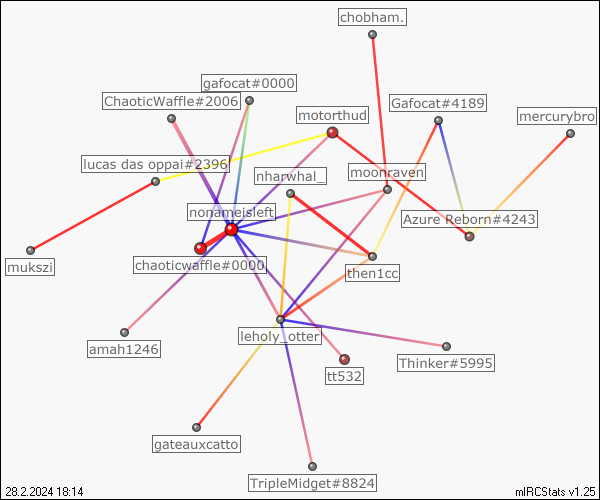 chobham.
gafocat#0000
ChaoticWaffle#2006
Gafocat#4189
motorthud
mercurybro
lucas das oppai#2396
nharwhal_
moonraven
nonameisleft
Azure Reborn#4243
mukszi
chaoticwaffle#0000
then1cc
leholy_otter
amah1246
Thinker#5995
tt532
gateauxcatto
TripleMidget#8824
28.2.2024 18:14
mIRCStats v1.25